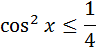 cos² x ≤ 1/4